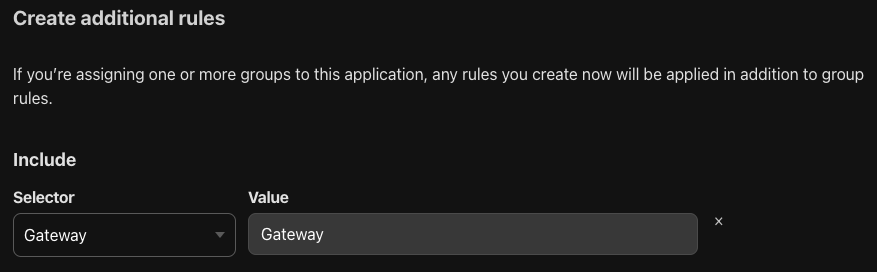 Create additional rules
If you’re assigning one or more groups to this application, any rules you create now will be applied in addition to group
rules.
Include
Selector Value
Gateway Gateway ×